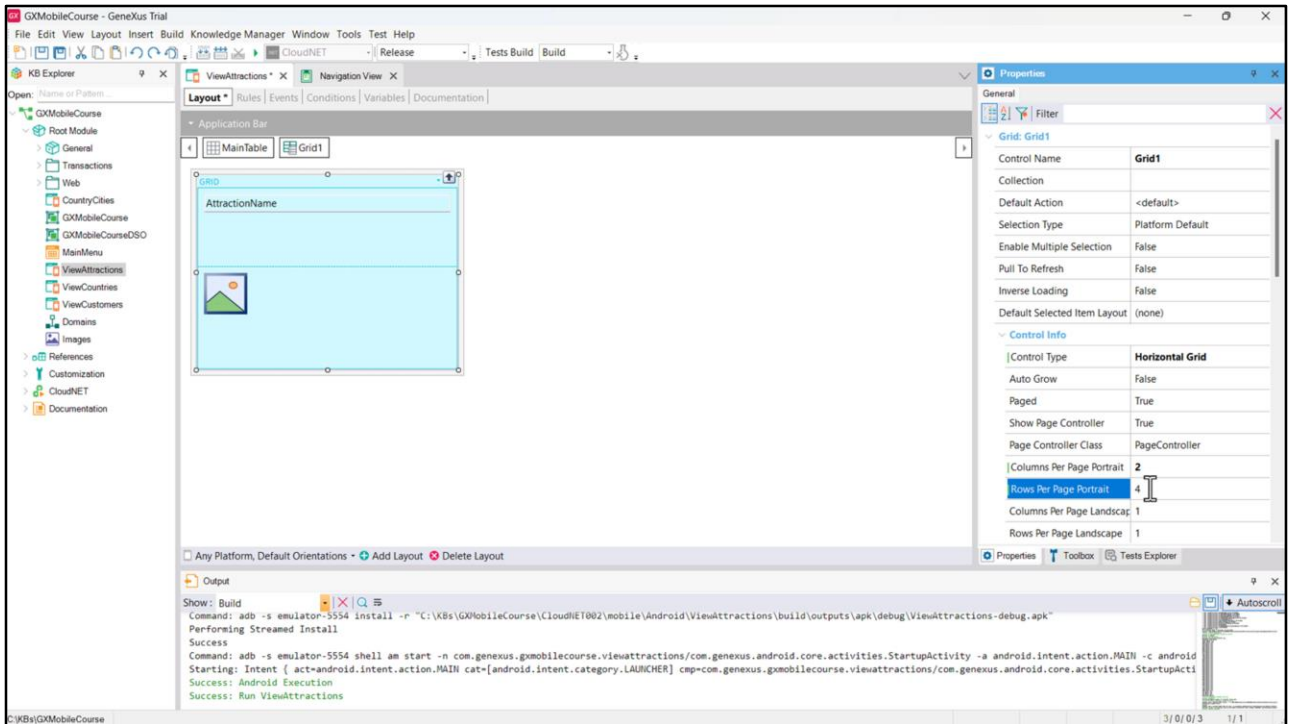 GX GXMobileCourse - GeneXus Trial
File Edit View Layout Insert Build Knowledge Manager Window Tools Test Help
CloudNET Release Tests Build Build
KB Explorer
Open: Name or Pattern...
GXMobileCourse
Root Module
General
Transactions
Web
CountryCities
GXMobileCourse
GXMobileCourseDSO
MainMenu
ViewAttractions
ViewCountries
ViewCustomers
Domains
Images
References
Customization
CloudNET
Documentation
ViewAttractions * X Navigation View X
Layout * Rules Events Conditions Variables Documentation
Application Bar
MainTable Grid1
GRID
AttractionName
Any Platform, Default Orientations Add Layout Delete Layout
Properties
General
Filter
Grid: Grid1
Control Name Grid1
Collection
Default Action <default>
Selection Type Platform Default
Enable Multiple Selection False
Pull To Refresh False
Inverse Loading False
Default Selected Item Layout (none)
Control Info
Control Type Horizontal Grid
Auto Grow False
Paged True
Show Page Controller True
Page Controller Class PageController
Columns Per Page Portrait 2
Rows Per Page Portrait 4
Columns Per Page Landscap 1
Rows Per Page Landscape 1
Properties Toolbox Tests Explorer
Output
Show: Build Autoscroll
Command: adb -s emulator-5554 install -r "C:\KBs\GXMobileCourse\CloudNET002\mobile\Android\ViewAttractions\build\outputs\apk\debug\ViewAttractions-debug.apk"
Performing Streamed Install
Success
Command: adb -s emulator-5554 shell am start -n com.genexus.gxmobilecourse.viewattractions/com.genexus.android.core.activities.StartupActivity -a android.intent.action.MAIN -c android
Starting: Intent { act=android.intent.action.MAIN cat=[android.intent.category.LAUNCHER] cmp=com.genexus.gxmobilecourse.viewattractions/com.genexus.android.core.activities.StartupActi
Success: Android Execution
Success: Run ViewAttractions
C:\KBs\GXMobileCourse 3/0/0/3 1/1